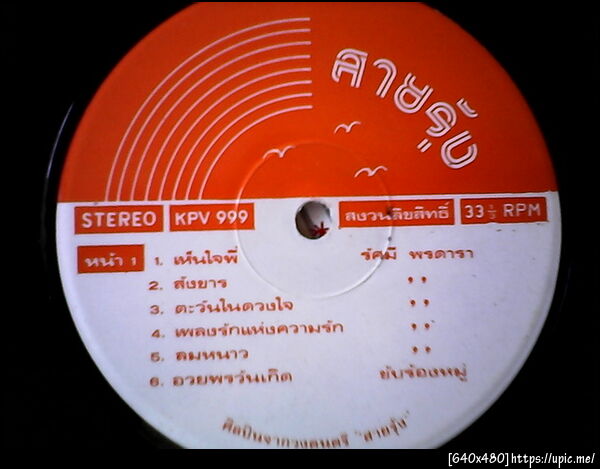 สายรุ้ง
STEREO KPV 999 สงวนลิขสิทธิ์ 33 1/3 RPM
หน้า 1 1. เห็นใจพี่ รัศมี พรดารา
2. สังขาร ,,
3. ตะวันในดวงใจ ,,
4. เพลงรักแห่งความรัก ,,
5. ลมหนาว ,,
6. อวยพรวันเกิด ขับร้องหมู่
ศิลปินจากวงดนตรี "สายรุ้ง"
[640x480]https://upic.me/